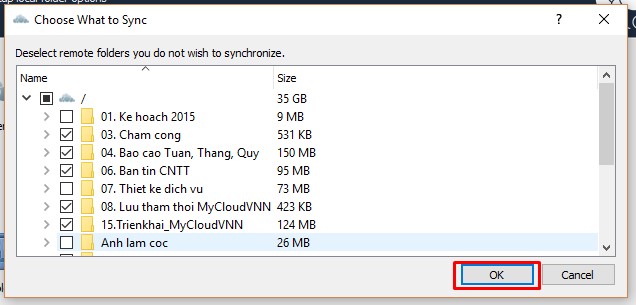 Choose What to Sync
Deselect remote folders you do not wish to synchronize.
Name Size
/ 35 GB
01. Ke hoach 2015 9 MB
03. Cham cong 531 KB
04. Bao cao Tuan, Thang, Quy 150 MB
06. Ban tin CNTT 95 MB
07. Thiet ke dich vu 73 MB
08. Luu tham thoi MyCloudVNN 423 KB
15.Trienkhai_MyCloudVNN 124 MB
Anh lam coc 26 MB
OK Cancel